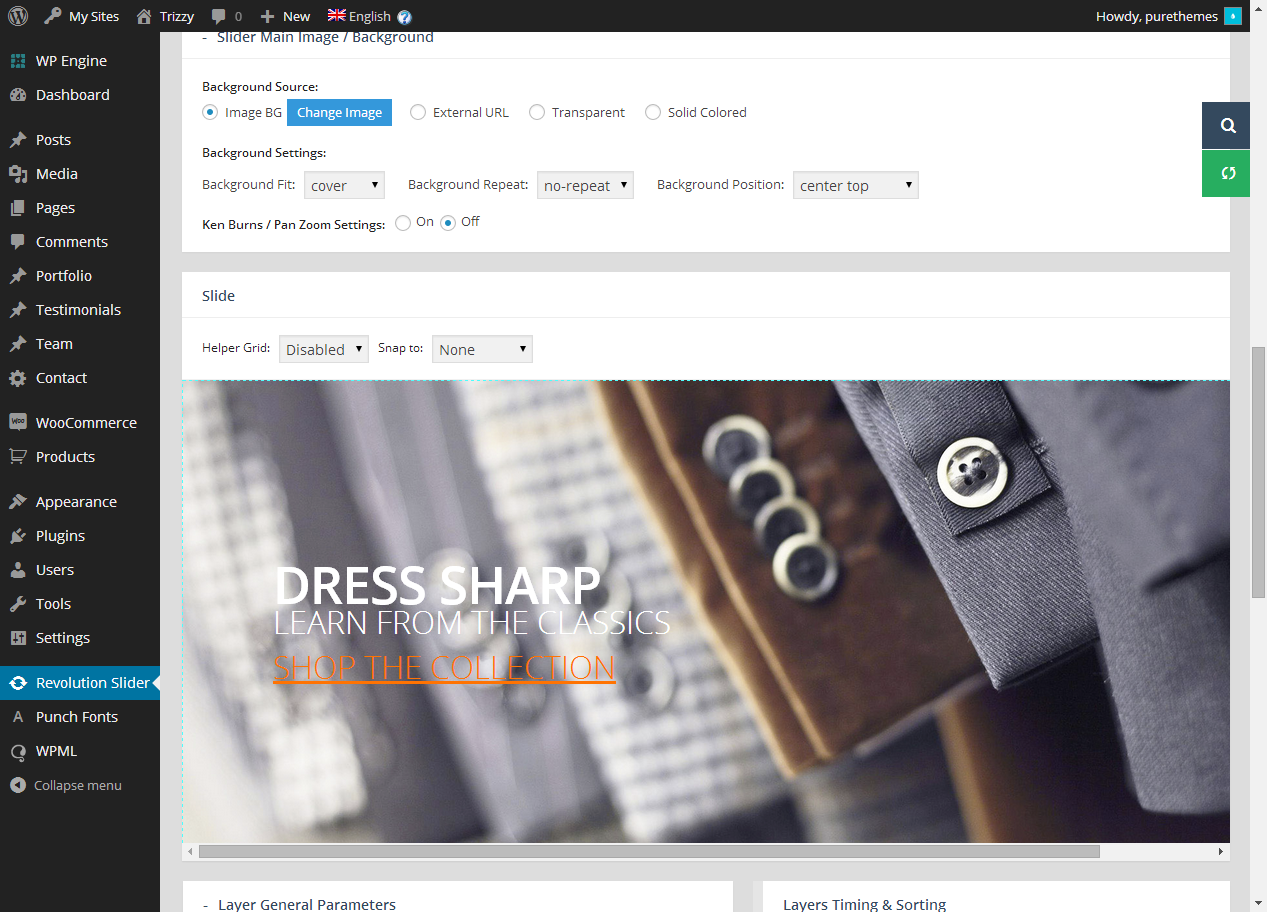 My Sites Trizzy 0 New English ? Howdy, purethemes
WP Engine
Dashboard
Posts
Media
Pages
Comments
Portfolio
Testimonials
Team
Contact
WooCommerce
Products
Appearance
Plugins
Users
Tools
Settings
Revolution Slider
Punch Fonts
WPML
Collapse menu
- Slider Main Image / Background
Background Source:
Image BG Change Image External URL Transparent Solid Colored
Background Settings:
Background Fit: cover Background Repeat: no-repeat Background Position: center top
Ken Burns / Pan Zoom Settings: On Off
Slide
Helper Grid: Disabled Snap to: None
DRESS SHARP
LEARN FROM THE CLASSICS
SHOP THE COLLECTION
- Layer General Parameters
Layers Timing & Sorting